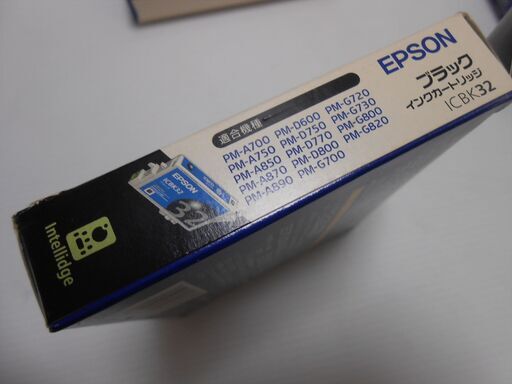 EPSON
ブラック
インクカートリッジ
ICBK32
適合機種
PM-A700 PM-D600 PM-G720
PM-A750 PM-D750 PM-G730
PM-A850 PM-D770 PM-G800
PM-A870 PM-D800 PM-G820
PM-A890 PM-G700
EPSON
ICBK32
32
Intellidge